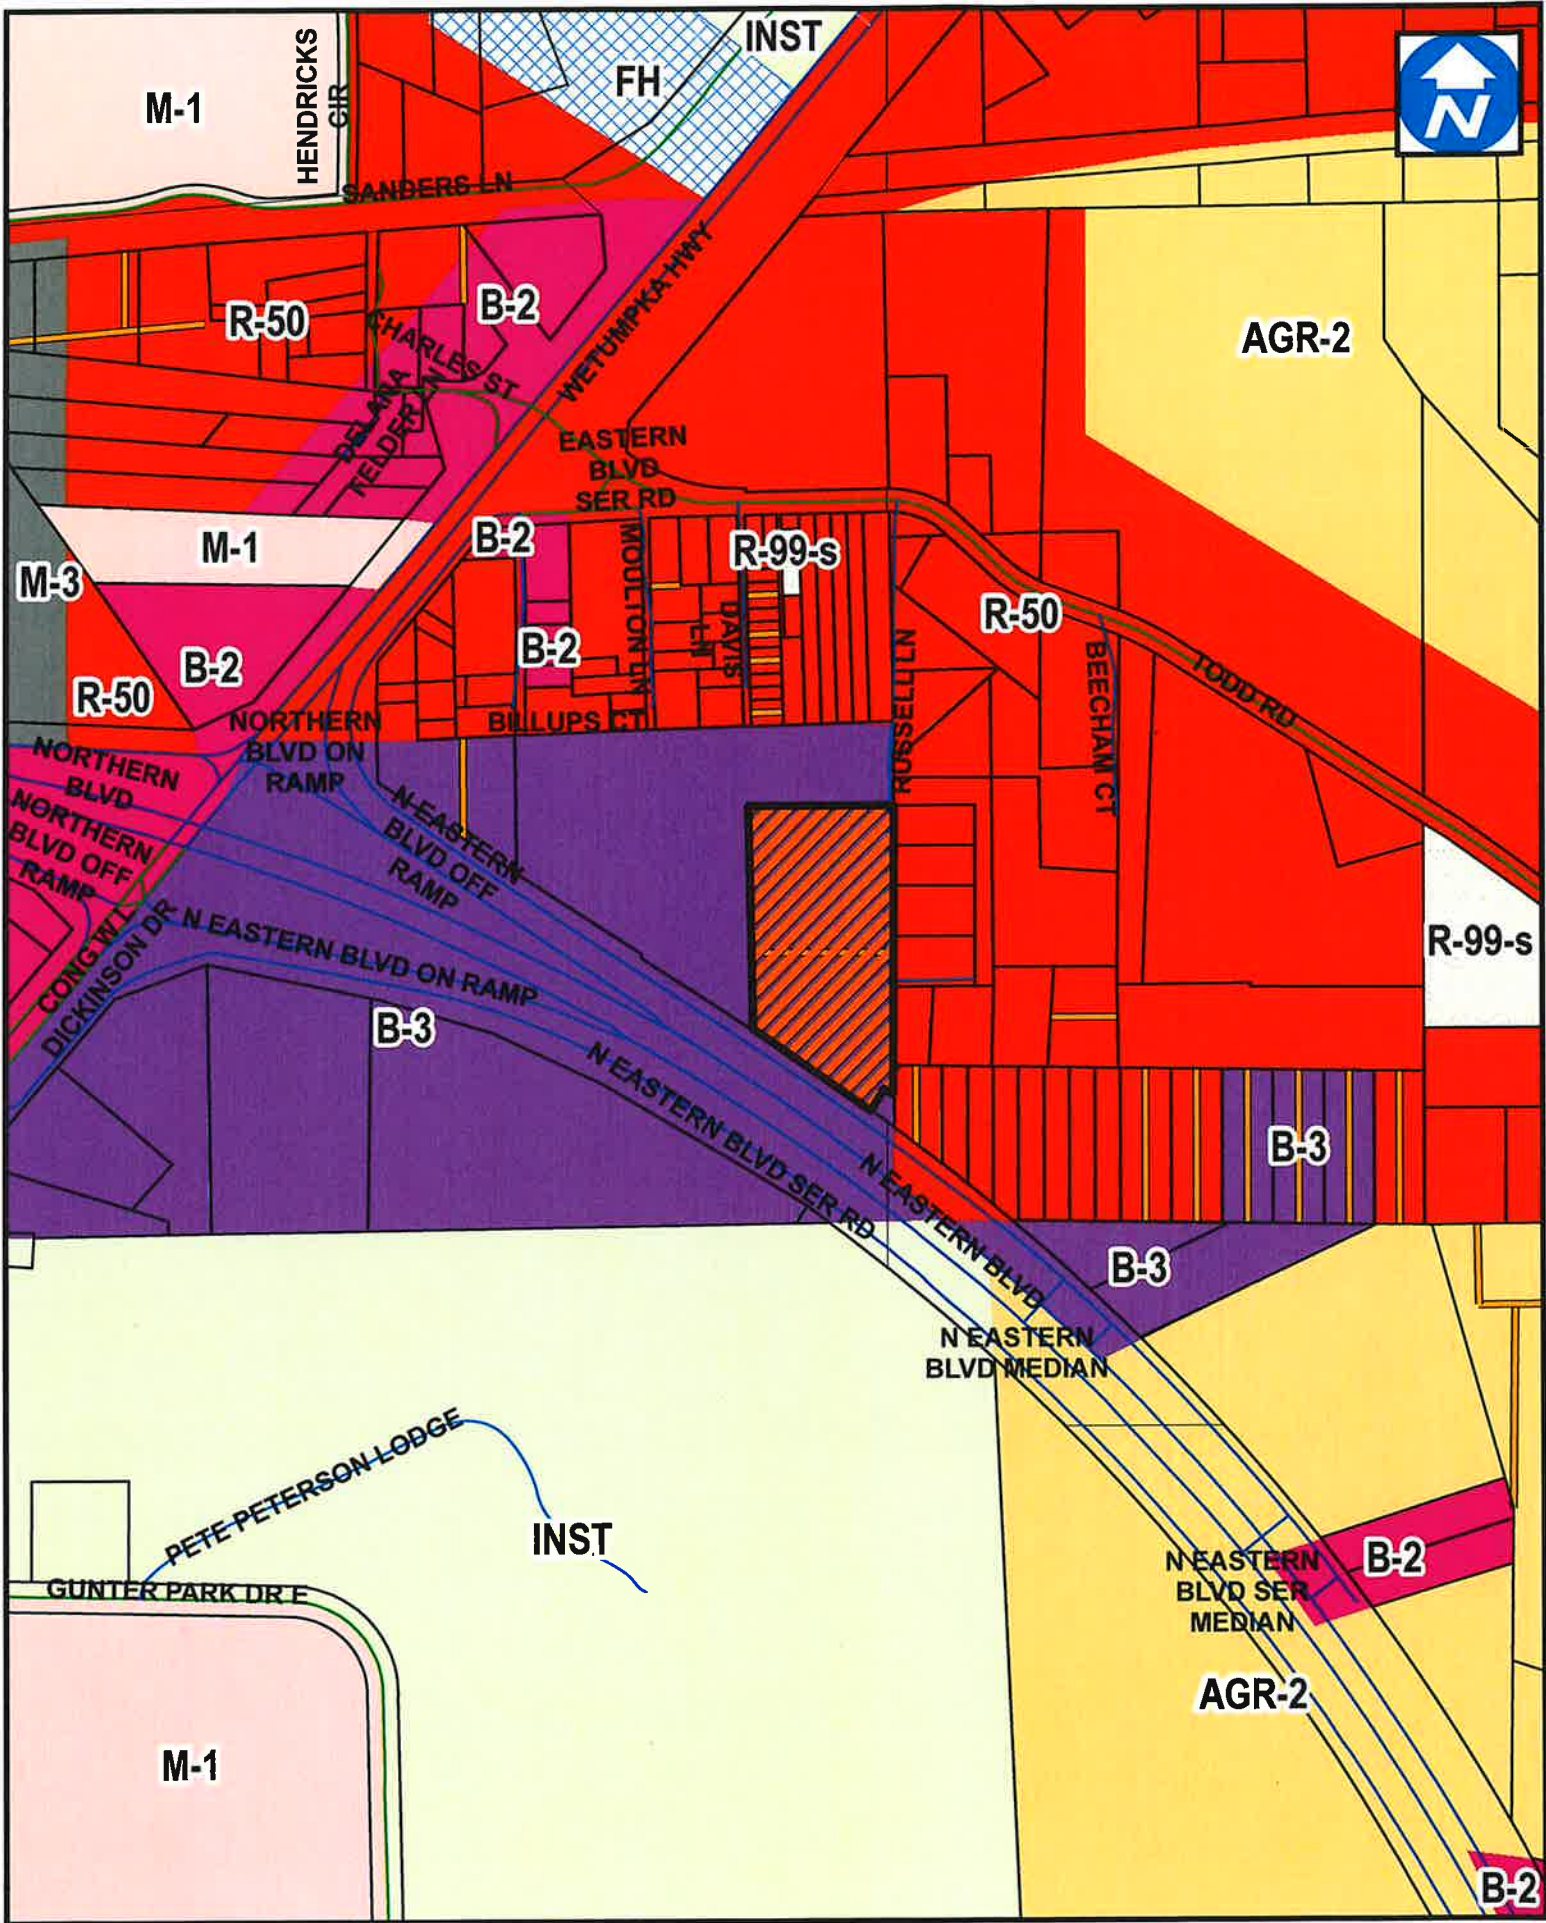 INST
HENDRICKS
CIR
FH
M-1
N
SANDERS LN
WETUMPKA HWY
B-2
R-50
CHARLES ST
AGR-2
DELANA
FELDER LN
EASTERN
BLVD
SER RD
B-2
M-1
R-99-s
M-3
MOULTON LN
DAVIS
LN
R-50
B-2
B-2
RUSSELL LN
BEECHAM CT
TODD RD
R-50
BILLUPS CT
NORTHERN
BLVD ON
RAMP
NORTHERN
BLVD
NORTHERN
BLVD OFF
RAMP
N EASTERN
BLVD OFF
RAMP
CONG W L
DICKINSON DR
N EASTERN BLVD ON RAMP
R-99-s
B-3
N EASTERN BLVD SER RD
N EASTERN BLVD
B-3
B-3
N EASTERN
BLVD MEDIAN
PETE PETERSON LODGE
INST
GUNTER PARK DR E
N EASTERN
BLVD SER
MEDIAN
B-2
AGR-2
M-1
B-2